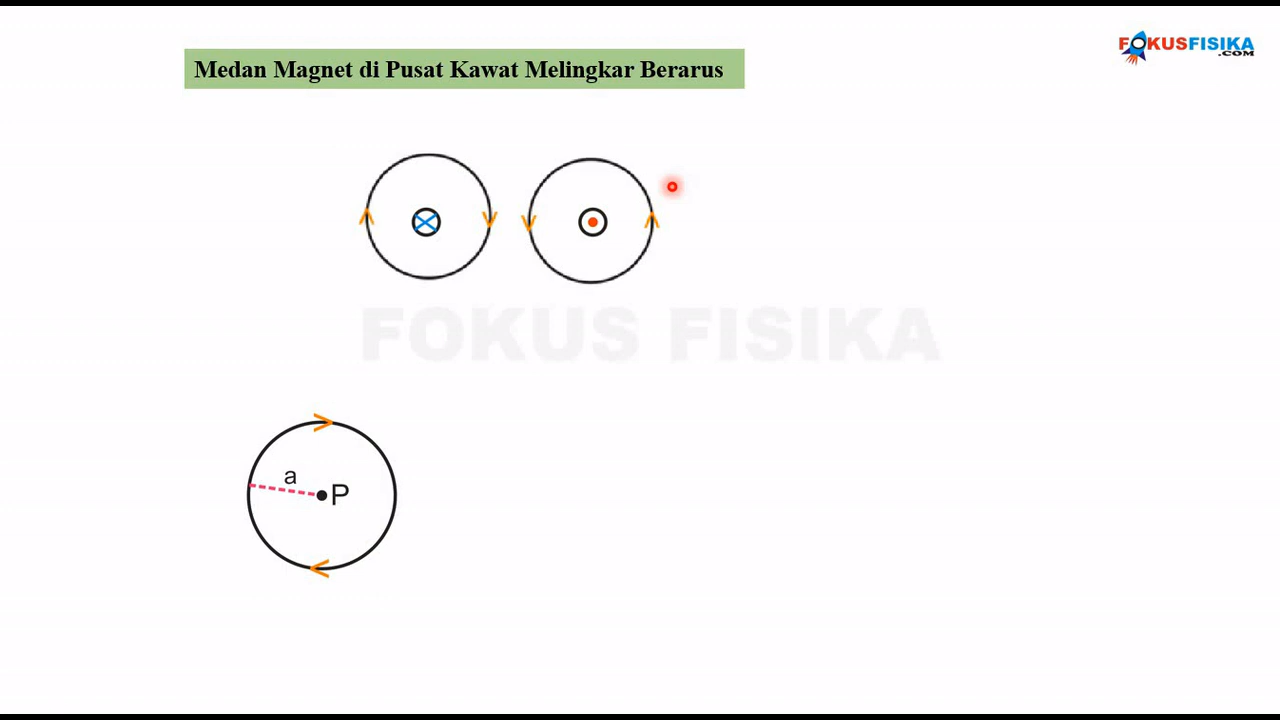 FOKUSFISIKA
.COM
Medan Magnet di Pusat Kawat Melingkar Berarus
FOKUS FISIKA
a
P